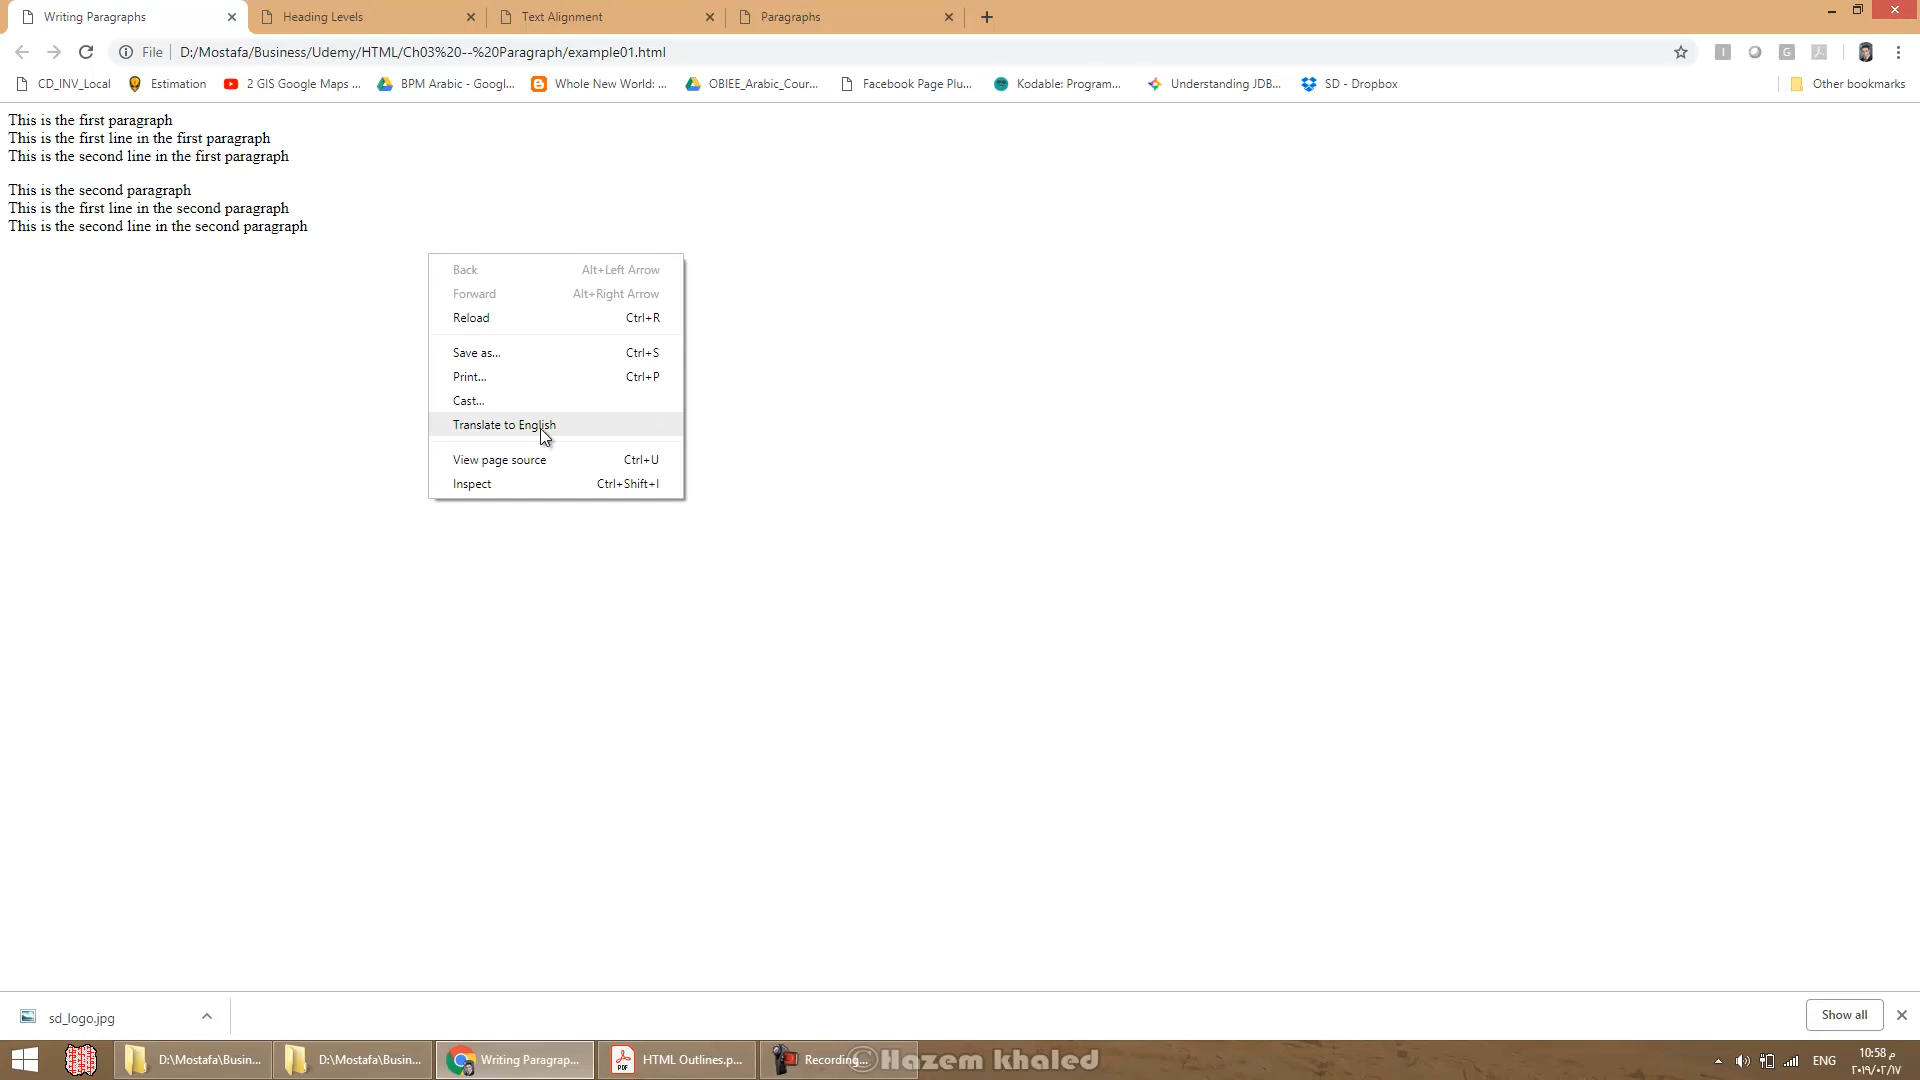 Writing Paragraphs
Heading Levels
Text Alignment
Paragraphs
File
D:/Mostafa/Business/Udemy/HTML/Ch03%20--%20Paragraph/example01.html
CD_INV_Local
Estimation
2 GIS Google Maps ...
BPM Arabic - Googl...
Whole New World: ...
OBIEE_Arabic_Cour...
Facebook Page Plu...
Kodable: Program...
Understanding JDB...
SD - Dropbox
Other bookmarks
This is the first paragraph
This is the first line in the first paragraph
This is the second line in the first paragraph
This is the second paragraph
This is the first line in the second paragraph
This is the second line in the second paragraph
Back Alt+Left Arrow
Forward Alt+Right Arrow
Reload Ctrl+R
Save as... Ctrl+S
Print... Ctrl+P
Cast...
Translate to English
View page source Ctrl+U
Inspect Ctrl+Shift+I
sd_logo.jpg
Show all
D:\Mostafa\Busin...
D:\Mostafa\Busin...
Writing Paragrap...
PDF
HTML Outlines.p...
Recording...
©Hazem khaled
ENG
10:58 م
٢٠١٩/٠٢/١٧